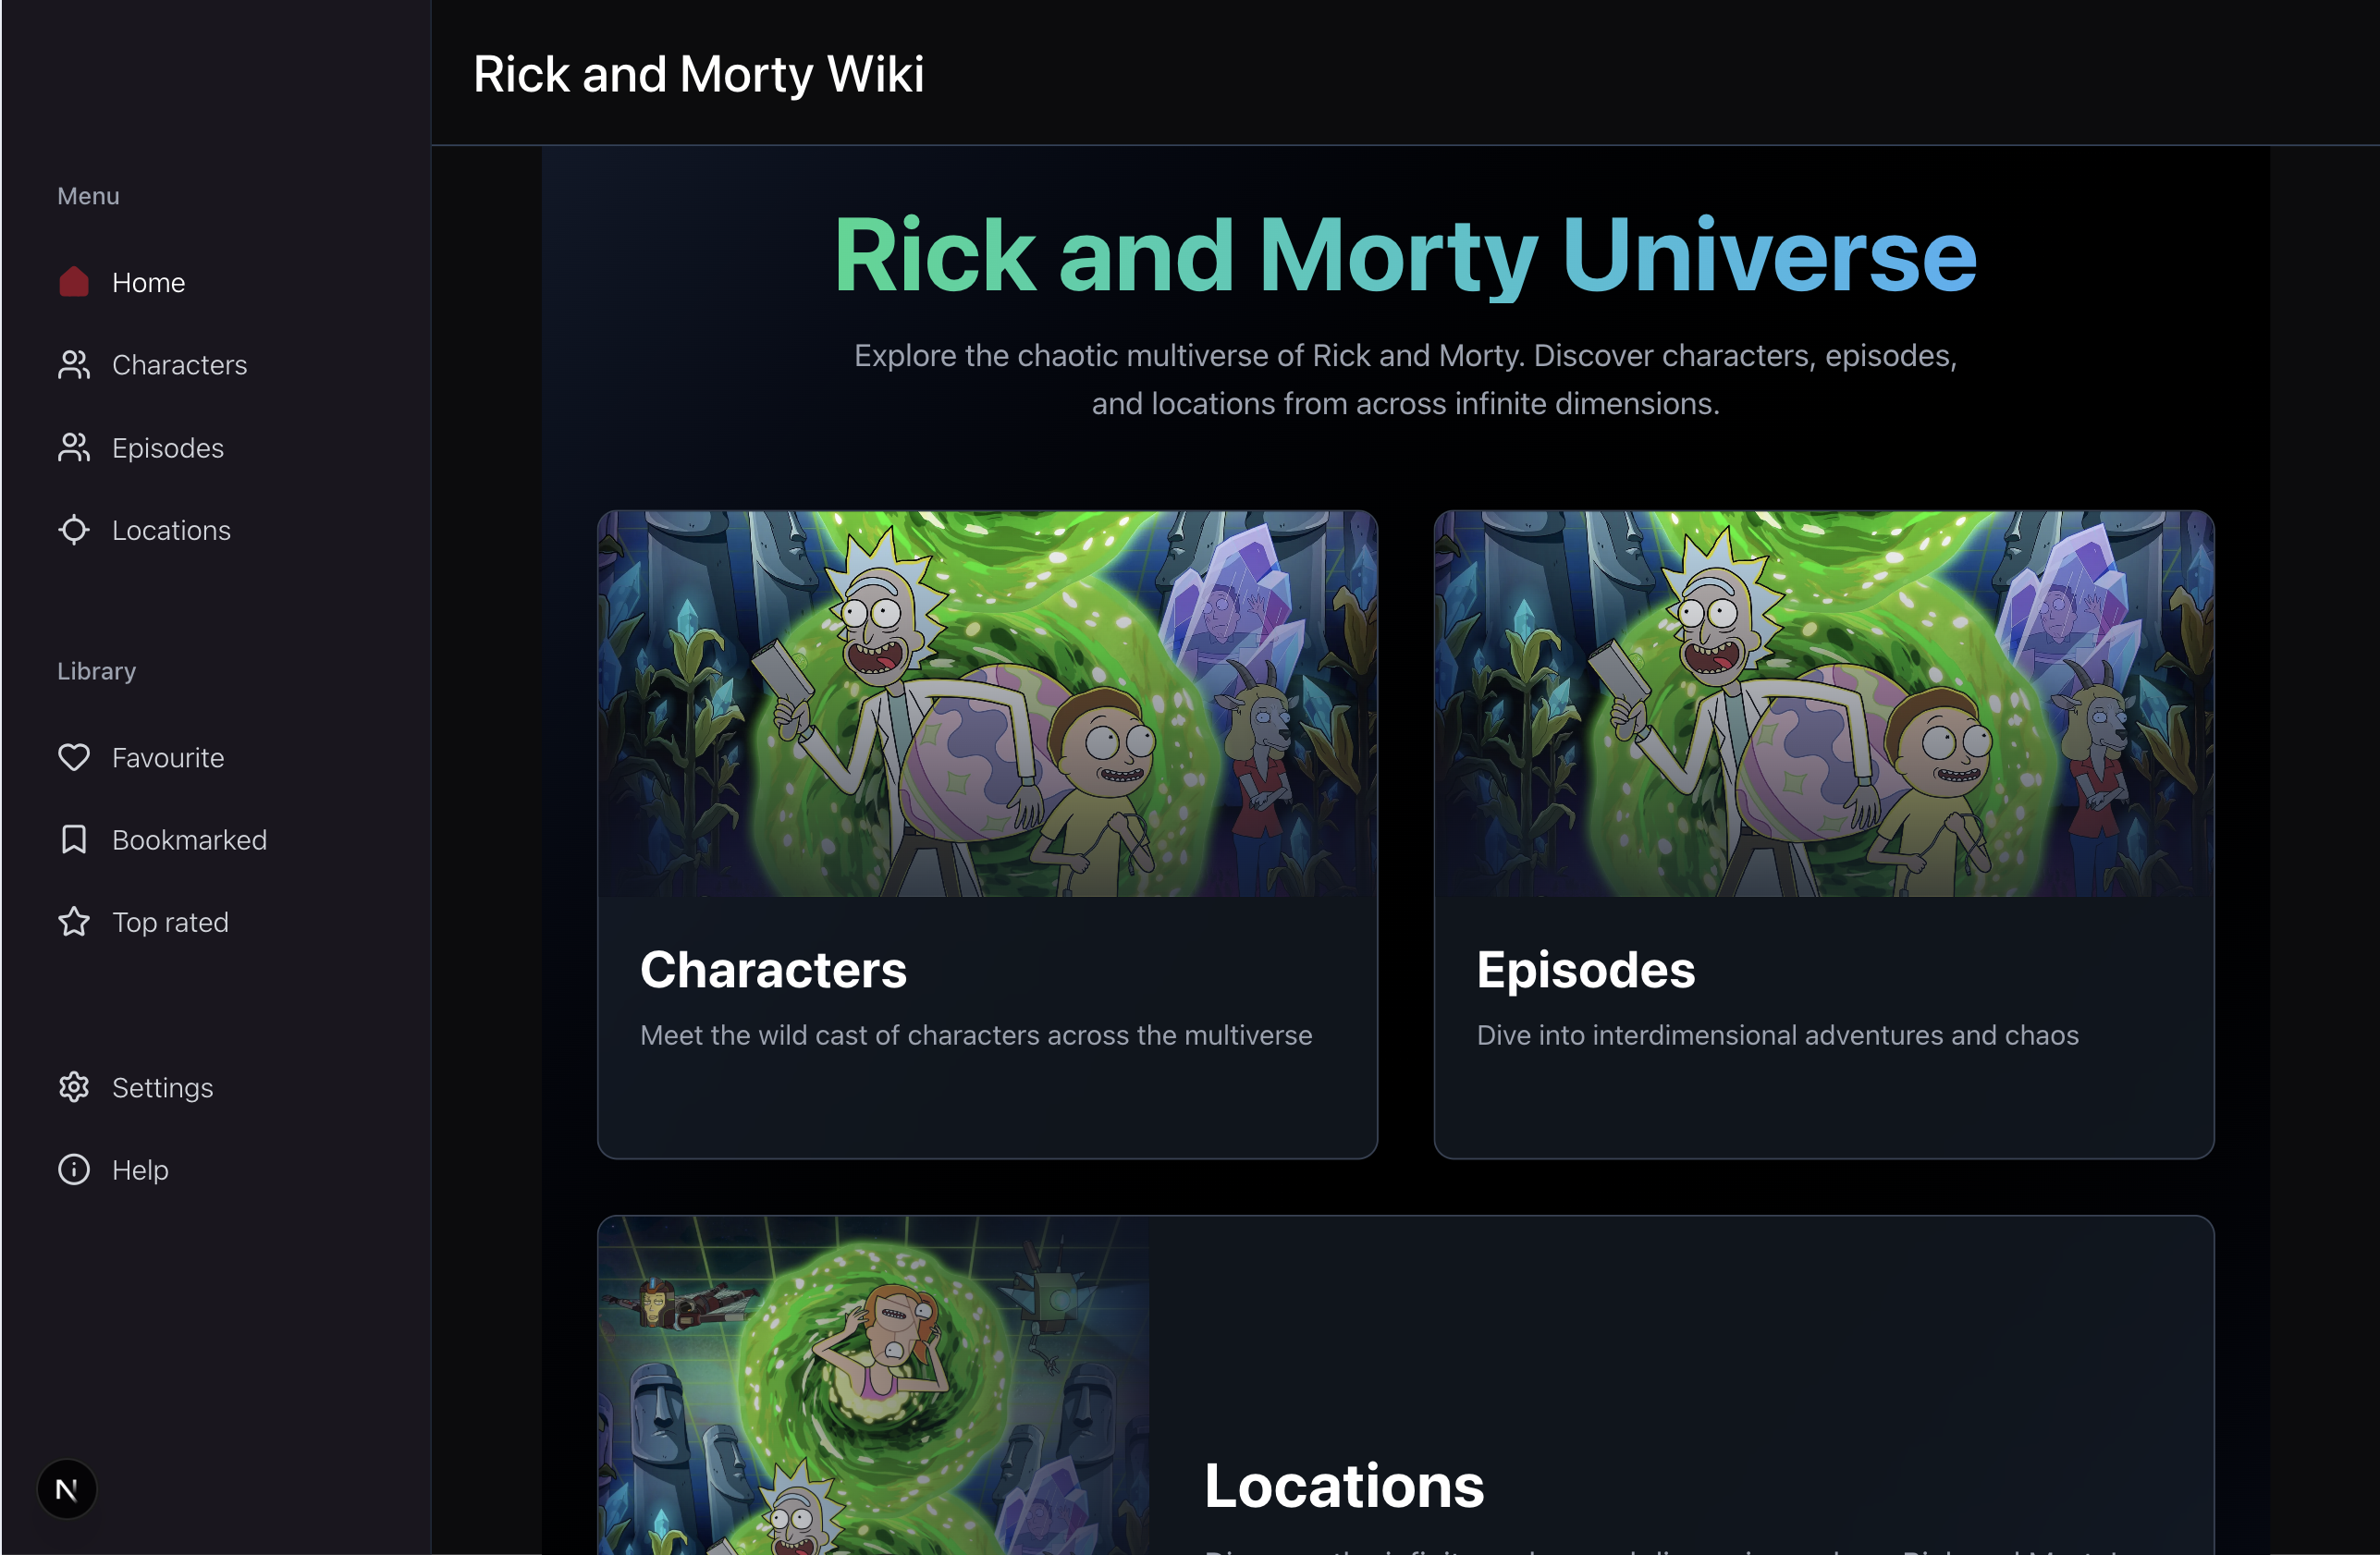 Rick and Morty Wiki
Menu
Home
Characters
Episodes
Locations
Library
Favourite
Bookmarked
Top rated
Settings
Help
N
Rick and Morty Universe
Explore the chaotic multiverse of Rick and Morty. Discover characters, episodes,
and locations from across infinite dimensions.
Characters
Meet the wild cast of characters across the multiverse
Episodes
Dive into interdimensional adventures and chaos
Locations